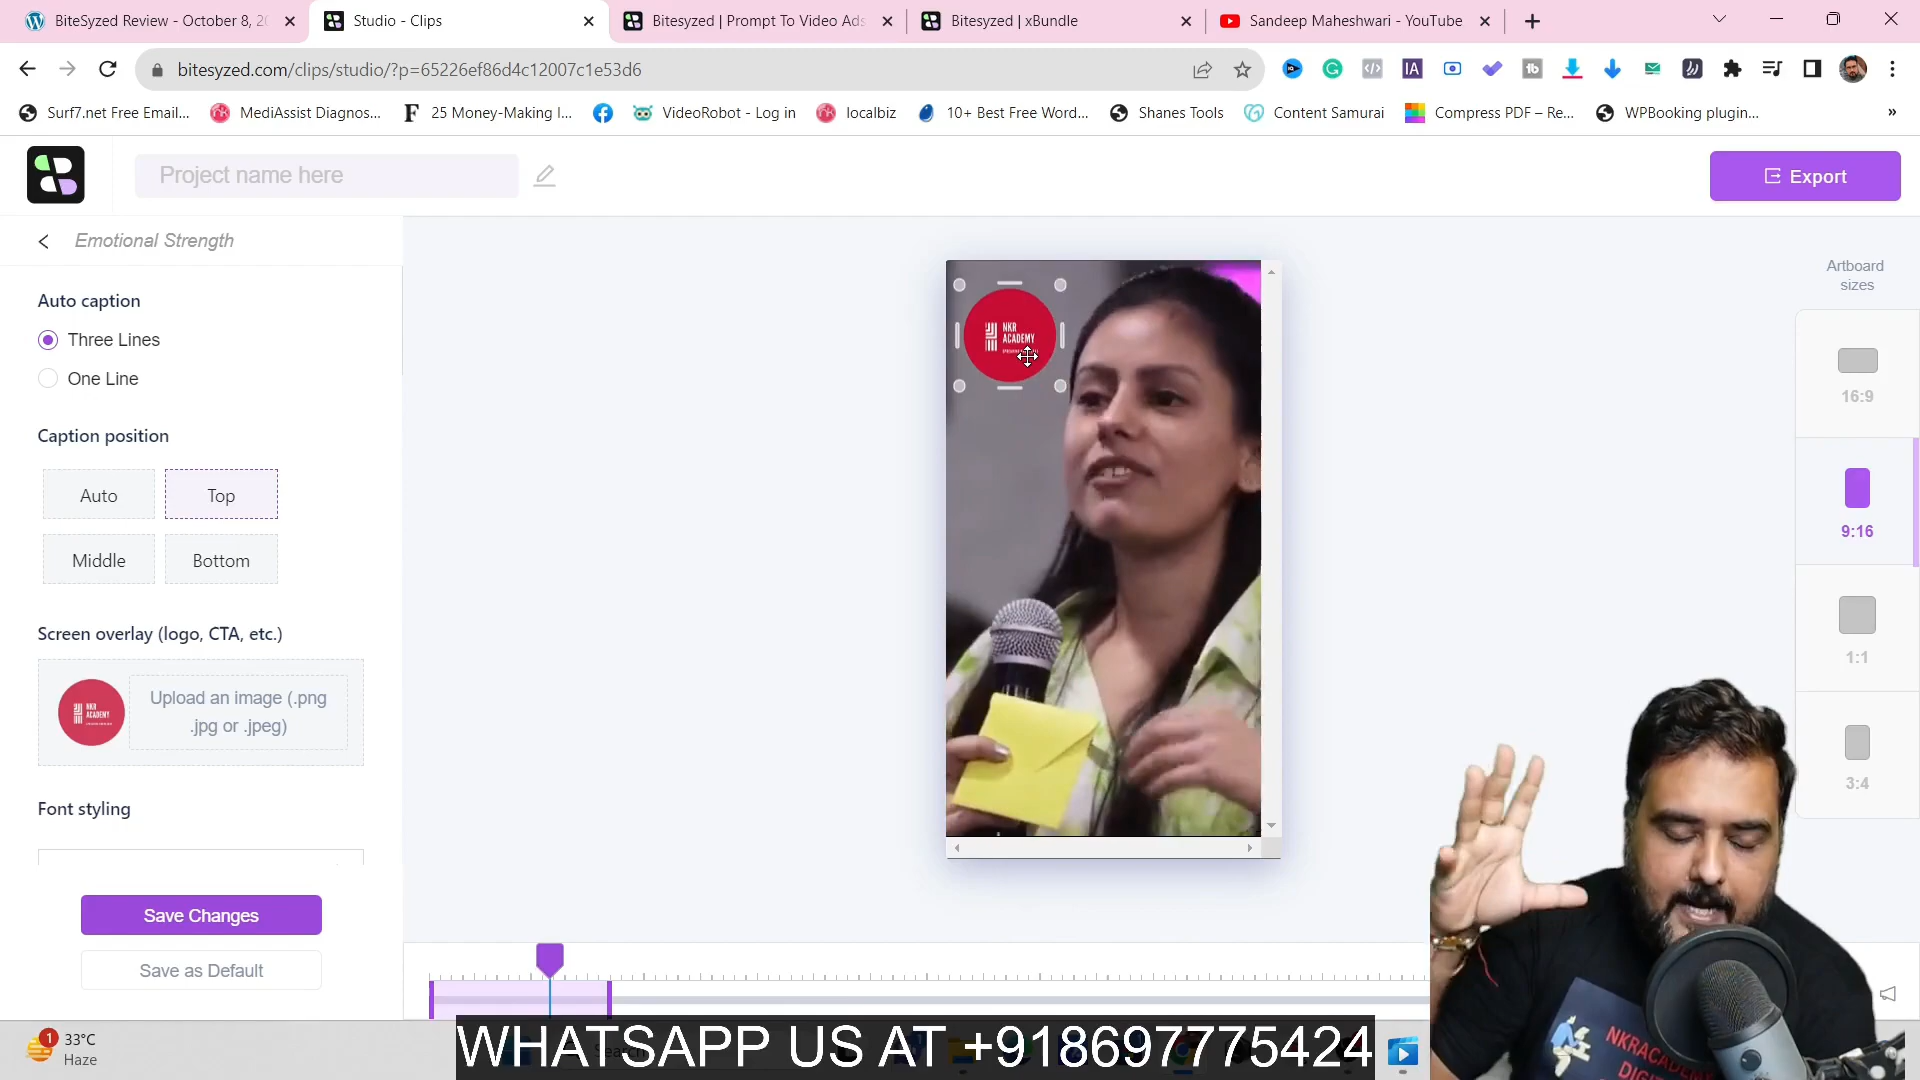 BiteSyzed Review - October 8, 20
Studio - Clips
Bitesyzed | Prompt To Video Ads
Bitesyzed | xBundle
Sandeep Maheshwari - YouTube
bitesyzed.com/clips/studio/?p=65226ef86d4c12007c1e53d6
Surf7.net Free Email...
MediAssist Diagnos...
25 Money-Making I...
VideoRobot - Log in
localbiz
10+ Best Free Word...
Shanes Tools
Content Samurai
Compress PDF – Re...
WPBooking plugin...
»
Project name here
Export
Emotional Strength
Artboard
sizes
Auto caption
Three Lines
One Line
Caption position
Auto
Top
Middle
Bottom
Screen overlay (logo, CTA, etc.)
NKR
ACADEMY
Upload an image (.png
.jpg or .jpeg)
Font styling
Save Changes
Save as Default
NKR
ACADEMY
16:9
9:16
1:1
3:4
NKRACADEMY
1
33°C
Haze
WHATSAPP US AT +918697775424